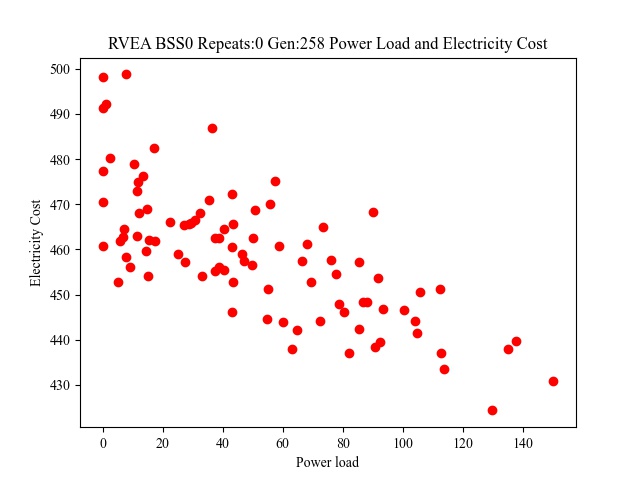 RVEA BSS0 Repeats:0 Gen:258 Power Load and Electricity Cost
500
490
480
470
460
450
440
430
Electricity Cost
0 20 40 60 80 100 120 140
Power load